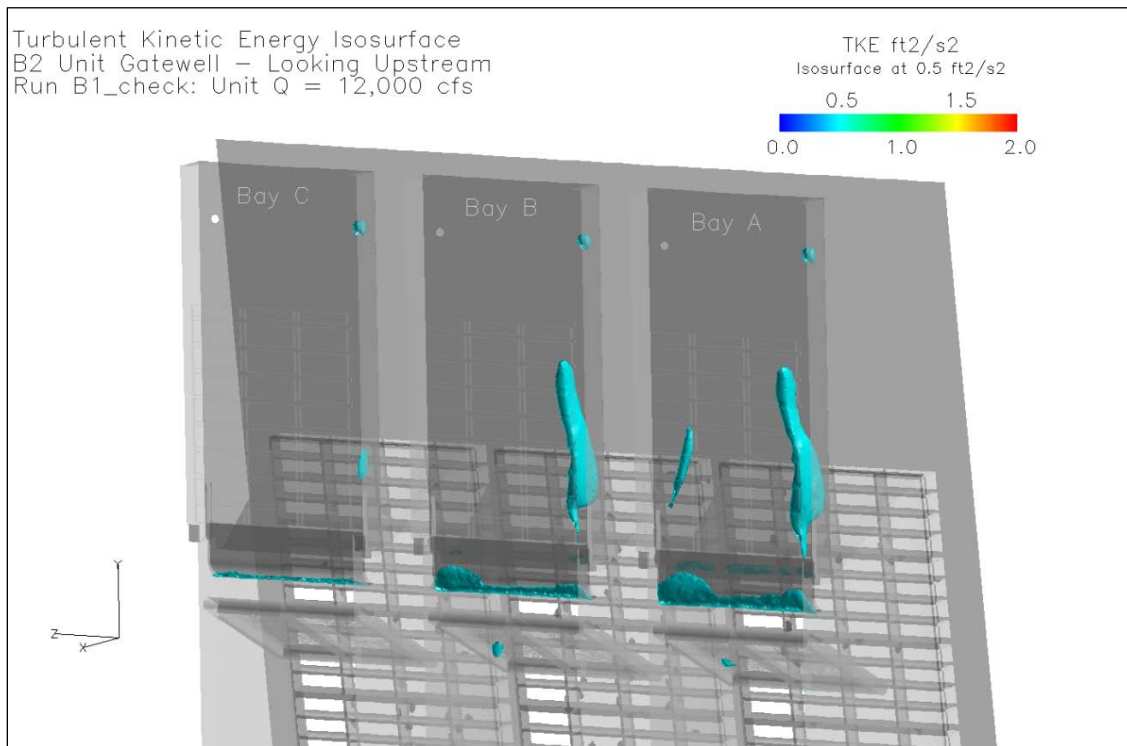 Turbulent Kinetic Energy Isosurface
B2 Unit Gatewell – Looking Upstream
Run B1_check: Unit Q = 12,000 cfs
TKE ft2/s2
Isosurface at 0.5 ft2/s2
0.5 1.5
0.0 1.0 2.0
Bay C
Bay B
Bay A
Y
Z
X